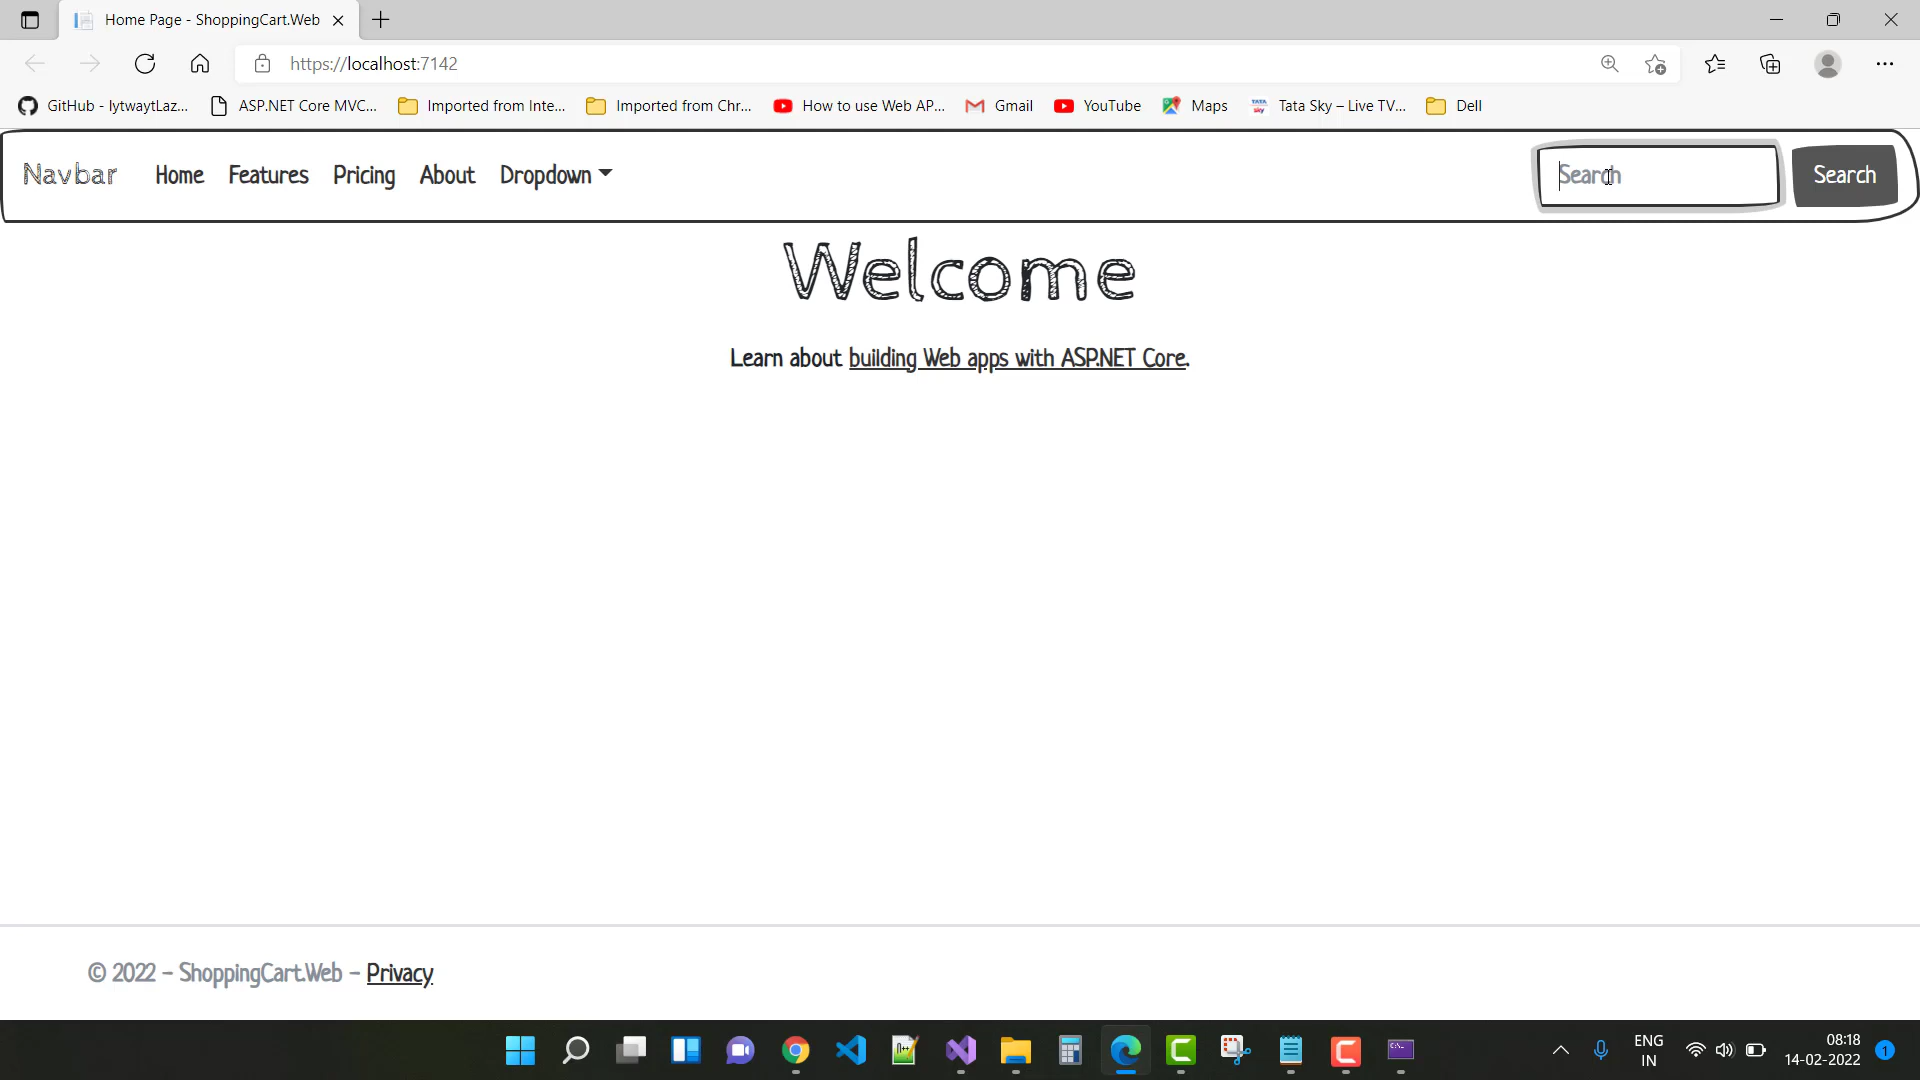 Home Page - ShoppingCart.Web
https://localhost:7142
GitHub - lytwaytLaz... ASP.NET Core MVC... Imported from Inte... Imported from Chr... How to use Web AP... Gmail YouTube Maps Tata Sky – Live TV... Dell
Navbar Home Features Pricing About Dropdown Search Search
Welcome
Learn about building Web apps with ASP.NET Core.
© 2022 - ShoppingCart.Web - Privacy
ENG 08:18
IN 14-02-2022 1